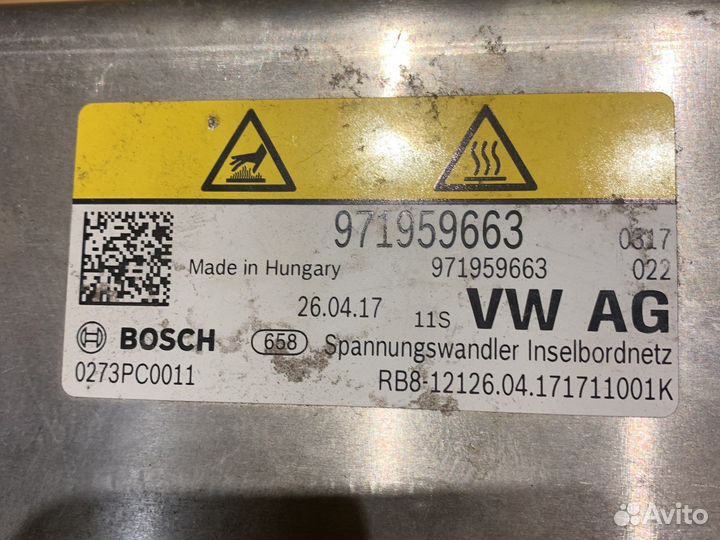 971959663 0317
Made in Hungary 971959663 022
26.04.17 11S VW AG
BOSCH 658 Spannungswandler Inselbordnetz
0273PC0011 RB8-12126.04.171711001K
Avito